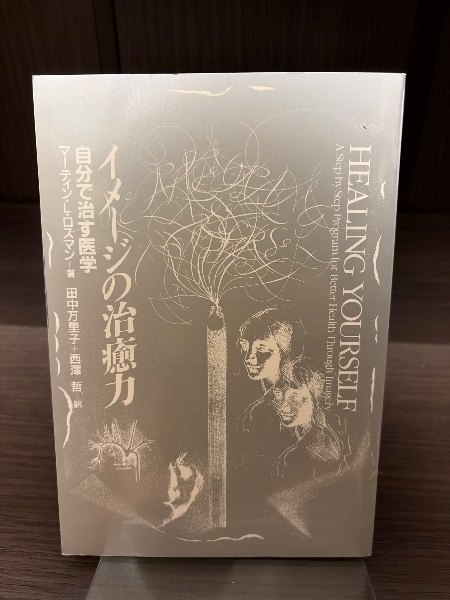 HEALING YOURSELF
A Step-by-Step Program for Better Health Through Imagery
イメージの治癒力
自分で治す医学
マーティン・L・ロスマン─著
田中万里子+西澤 哲─訳